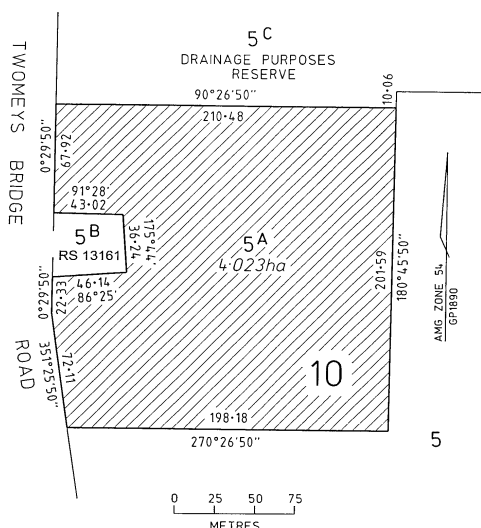 5 C
DRAINAGE PURPOSES
RESERVE
TWOMEYS BRIDGE
ROAD
90°26'50"
210·48
10·06
0°29'50"
67·92
91°28'
43·02
5 B
RS 13161
175°44'
36·24
46·14
86°25'
0°29'50"
22·33
351°25'50"
72·11
5 A
4·023ha
201·59
180°45'50"
AMG ZONE 54
GP1890
10
198·18
270°26'50"
5
0 25 50 75
METRES